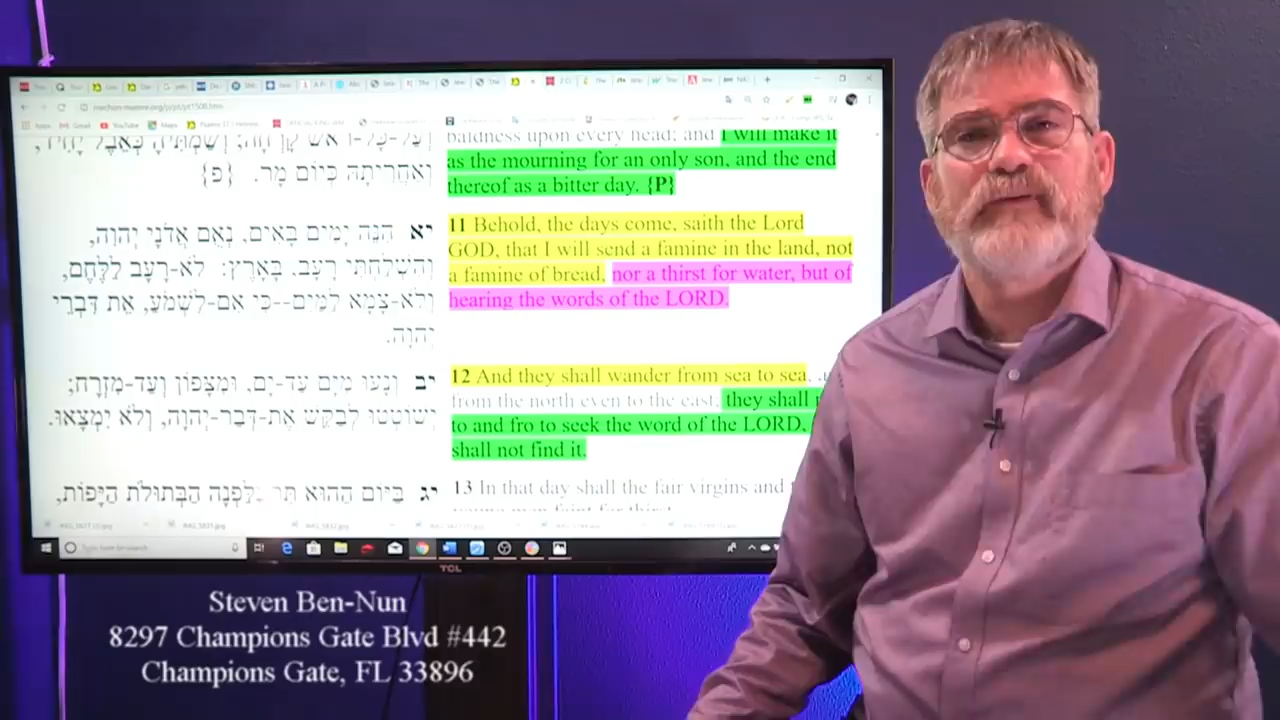 baldness upon every head; and I will make it
as the mourning for an only son, and the end
thereof as a bitter day. {P}
וְאַחֲרִיתָהּ כְּיוֹם מָר. {פ}
11 Behold, the days come, saith the Lord
GOD, that I will send a famine in the land, not
a famine of bread, nor a thirst for water, but of
hearing the words of the LORD.
יא הִנֵּה יָמִים בָּאִים, נְאֻם אֲדֹנָי יְהוִה,
וְהִשְׁלַחְתִּי רָעָב, בָּאָרֶץ: לֹא-רָעָב לַלֶּחֶם,
וְלֹא-צָמָא לַמַּיִם--כִּי אִם-לִשְׁמֹעַ, אֵת דִּבְרֵי
יְהוָה.
12 And they shall wander from sea to sea,
from the north even to the east; they shall
to and fro to seek the word of the LORD,
shall not find it.
יב וְנָעוּ מִיָּם עַד-יָם, וּמִצָּפוֹן וְעַד-מִזְרָח;
יְשׁוֹטְטוּ לְבַקֵּשׁ אֶת-דְּבַר-יְהוָה, וְלֹא יִמְצָאוּ.
13 In that day shall the fair virgins and
יג בַּיּוֹם הַהוּא הַבְּתוּלֹת הַיָּפוֹת,
TCL
Steven Ben-Nun
8297 Champions Gate Blvd #442
Champions Gate, FL 33896